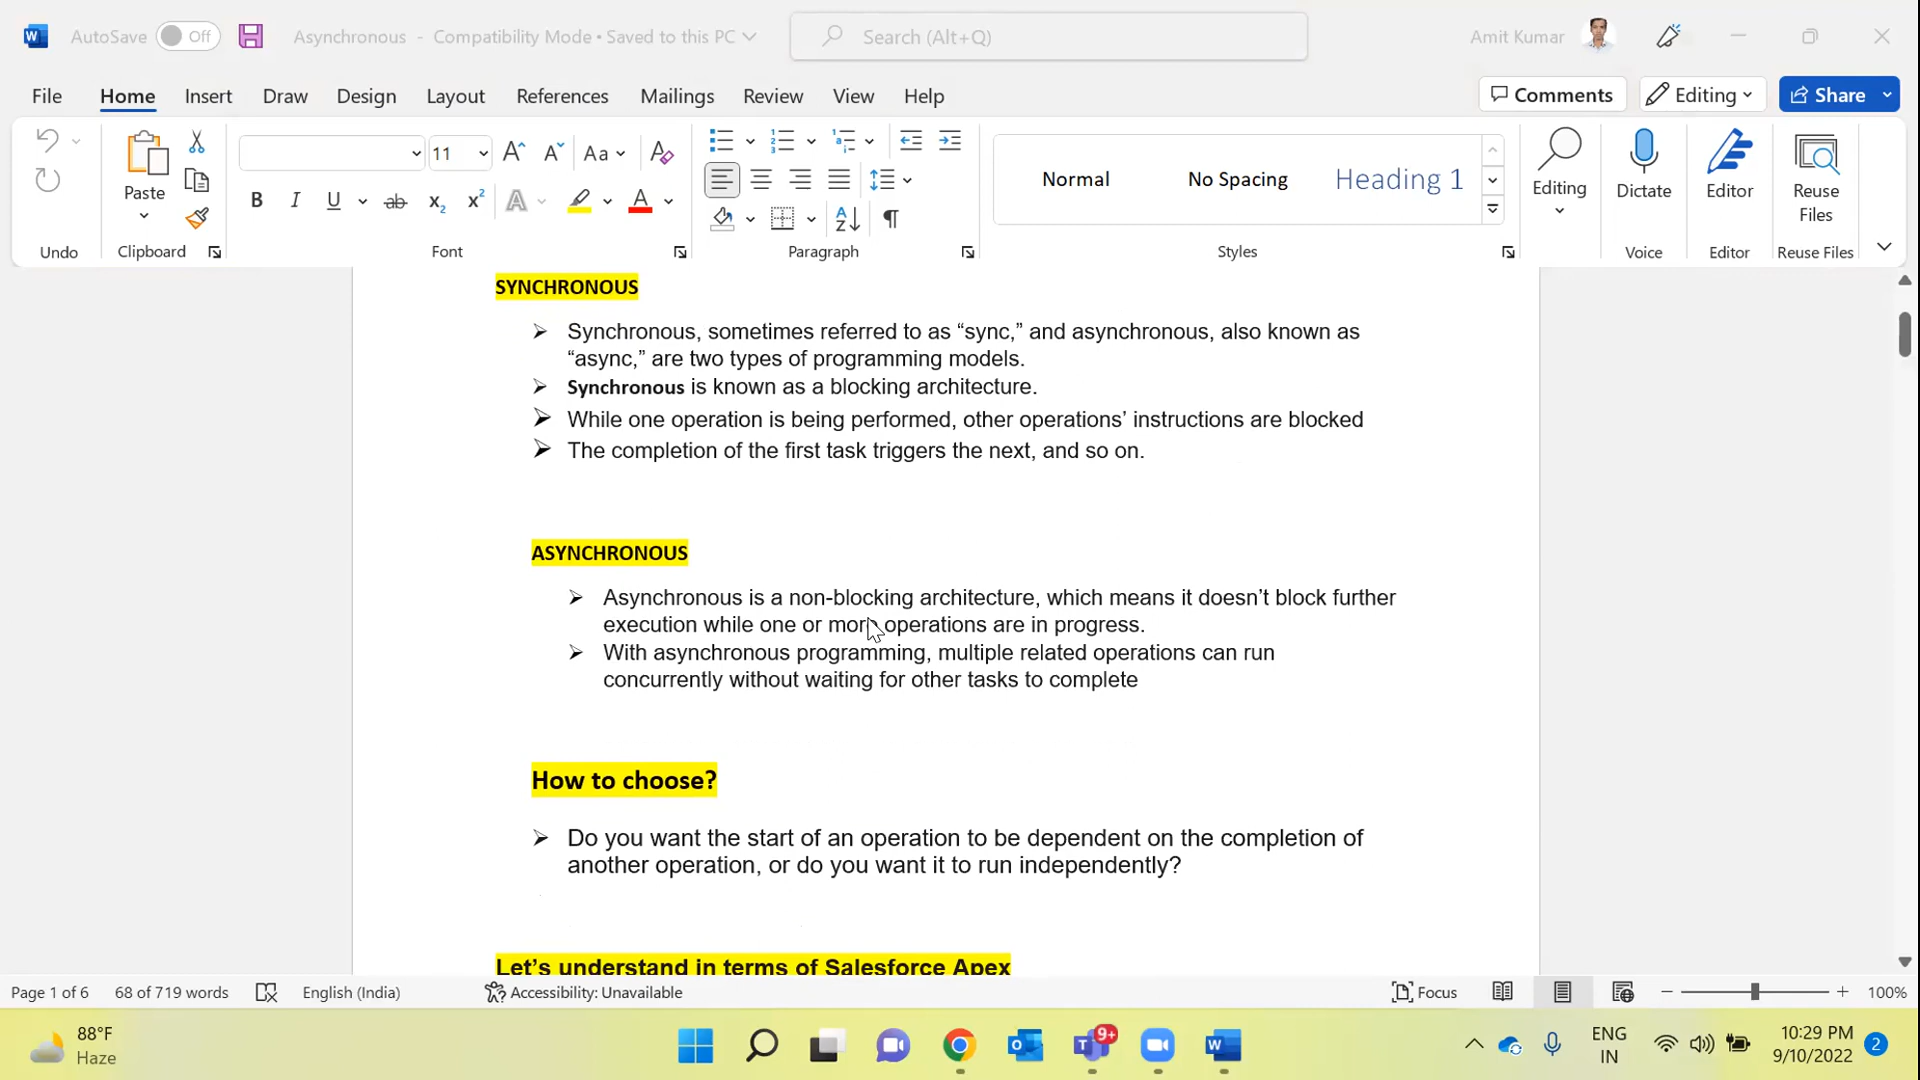 AutoSave Off Asynchronous - Compatibility Mode • Saved to this PC Search (Alt+Q) Amit Kumar
File Home Insert Draw Design Layout References Mailings Review View Help Comments Editing Share
11 Aa
Paste
B I U ab x₂ x² A A
Normal No Spacing Heading 1
Editing Dictate Editor Reuse Files
Undo Clipboard Font Paragraph Styles Voice Editor Reuse Files
SYNCHRONOUS
Synchronous, sometimes referred to as “sync,” and asynchronous, also known as
“async,” are two types of programming models.
Synchronous is known as a blocking architecture.
While one operation is being performed, other operations’ instructions are blocked
The completion of the first task triggers the next, and so on.
ASYNCHRONOUS
Asynchronous is a non-blocking architecture, which means it doesn’t block further
execution while one or more operations are in progress.
With asynchronous programming, multiple related operations can run
concurrently without waiting for other tasks to complete
How to choose?
Do you want the start of an operation to be dependent on the completion of
another operation, or do you want it to run independently?
Let’s understand in terms of Salesforce Apex
Page 1 of 6 68 of 719 words English (India) Accessibility: Unavailable Focus 100%
88°F
Haze
9+
ENG
IN
10:29 PM
9/10/2022 2